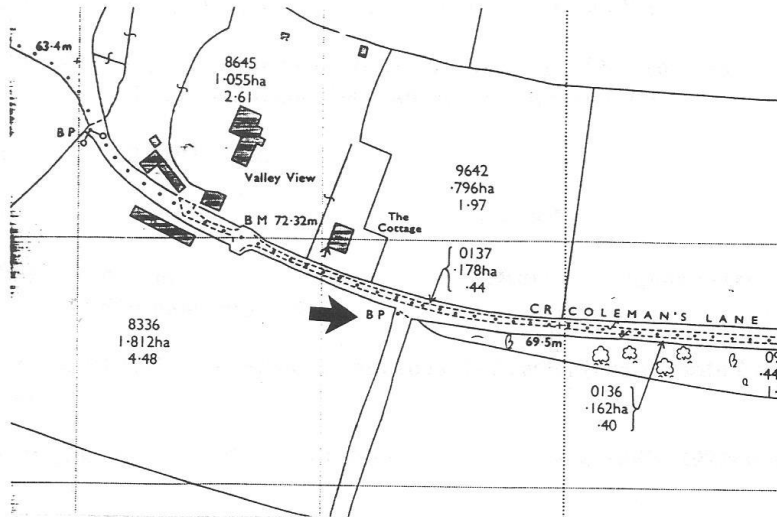 63·4m
8645
1·055ha
2·61
BP
Valley View
BM 72·32m
The
Cottage
9642
·796ha
1·97
0137
·178ha
·44
CR COLEMAN'S LANE
BP
69·5m
8336
1·812ha
4·48
0136
·162ha
·40